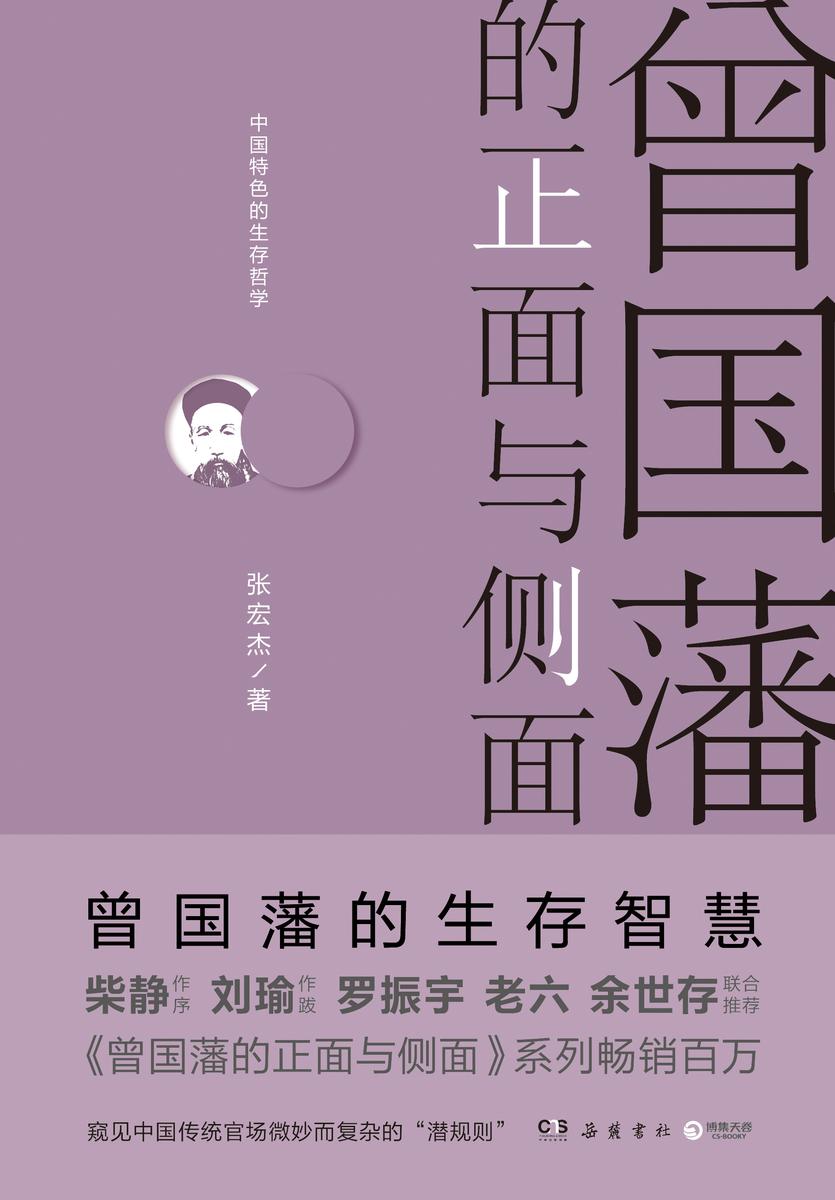 曾国藩
的正面与侧面
中国特色的生存哲学
张宏杰/著
曾国藩的生存智慧
柴静作序 刘瑜作跋 罗振宇 老六 余世存联合推荐
《曾国藩的正面与侧面》系列畅销百万
窥见中国传统官场微妙而复杂的“潜规则”
岳麓书社
博集天卷
CS-BOOKY